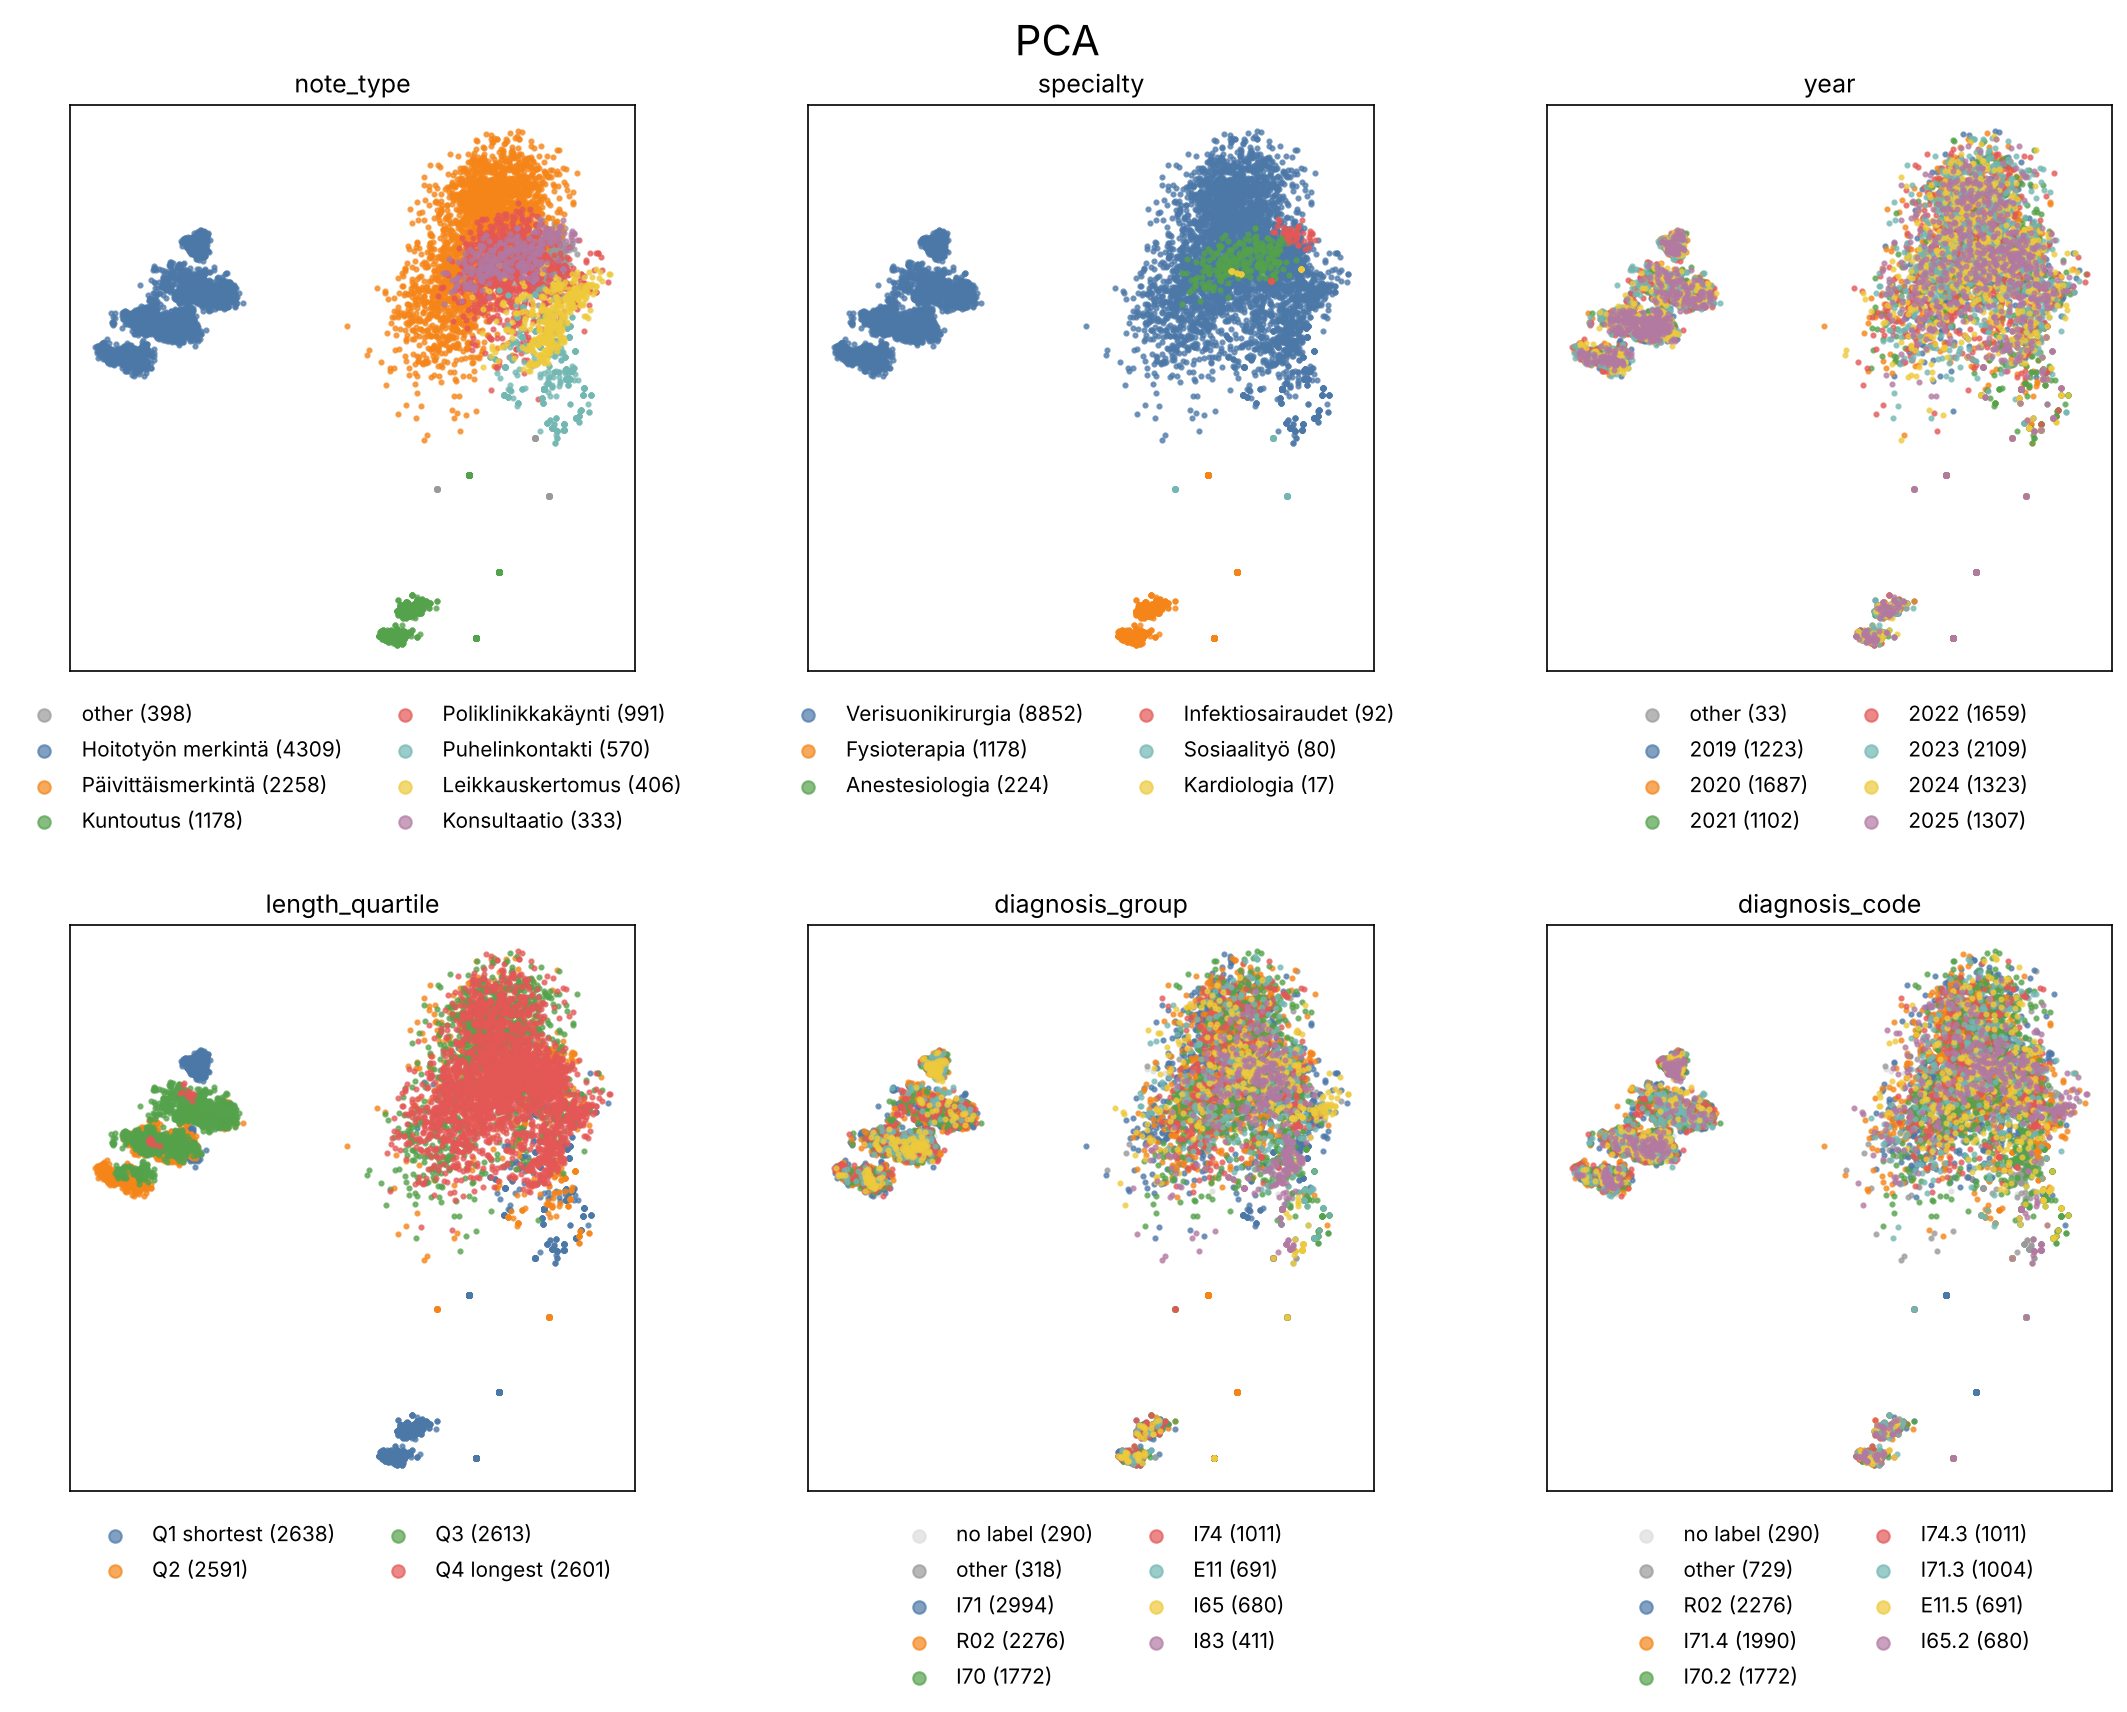 PCA
note_type
specialty
year
other (398)
Hoitotyön merkintä (4309)
Päivittäismerkintä (2258)
Kuntoutus (1178)
Poliklinikkakäynti (991)
Puhelinkontakti (570)
Leikkauskertomus (406)
Konsultaatio (333)
Verisuonikirurgia (8852)
Fysioterapia (1178)
Anestesiologia (224)
Infektiosairaudet (92)
Sosiaalityö (80)
Kardiologia (17)
other (33)
2019 (1223)
2020 (1687)
2021 (1102)
2022 (1659)
2023 (2109)
2024 (1323)
2025 (1307)
length_quartile
diagnosis_group
diagnosis_code
Q1 shortest (2638)
Q2 (2591)
Q3 (2613)
Q4 longest (2601)
no label (290)
other (318)
I71 (2994)
R02 (2276)
I70 (1772)
I74 (1011)
E11 (691)
I65 (680)
I83 (411)
no label (290)
other (729)
R02 (2276)
I71.4 (1990)
I70.2 (1772)
I74.3 (1011)
I71.3 (1004)
E11.5 (691)
I65.2 (680)